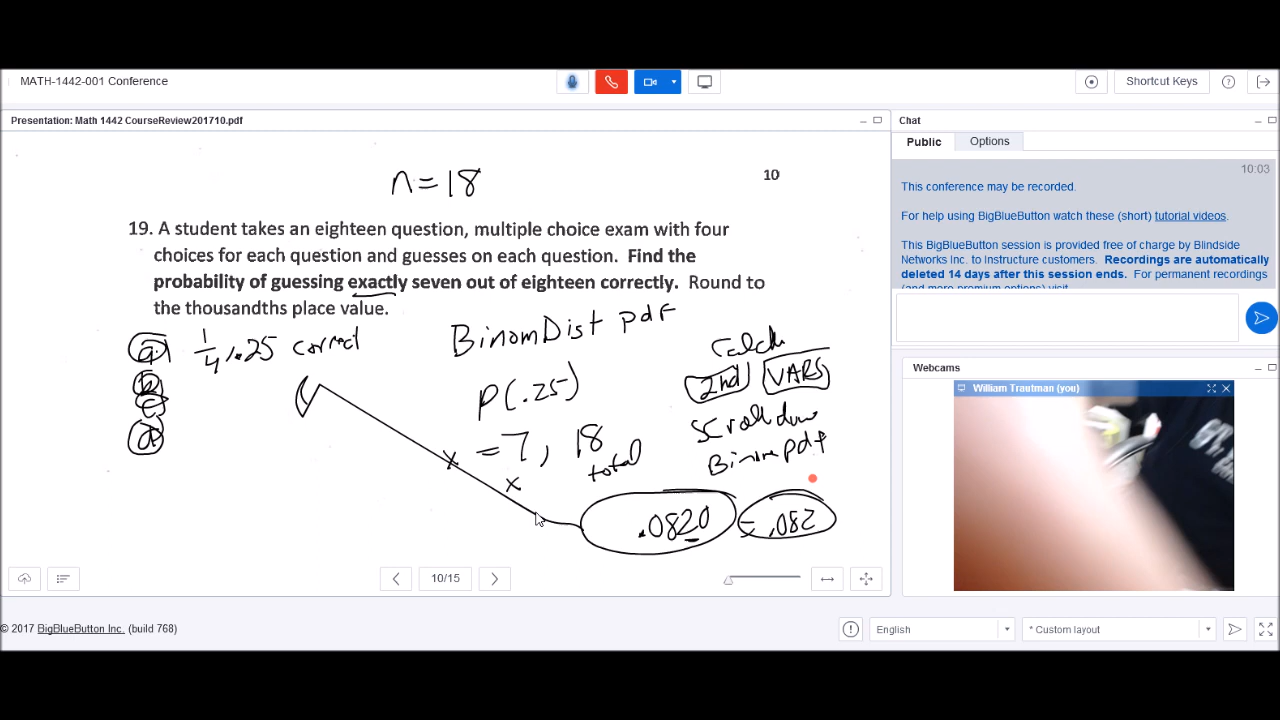 MATH-1442-001 Conference
Shortcut Keys
Presentation: Math 1442 CourseReview201710.pdf
n = 18
10
19. A student takes an eighteen question, multiple choice exam with four
choices for each question and guesses on each question. Find the
probability of guessing exactly seven out of eighteen correctly. Round to
the thousandths place value.
a) 1/4, .25 correct
b
c
d
BinomDist pdf
P(.25)
= 7, 18
total
2nd VARS
Scroll down
Binompdf
.0820 = .082
10/15
Chat
Public Options
10:03
This conference may be recorded.
For help using BigBlueButton watch these (short) tutorial videos.
This BigBlueButton session is provided free of charge by Blindside
Networks Inc. to Instructure customers. Recordings are automatically
deleted 14 days after this session ends. For permanent recordings
(and more premium options) visit
Webcams
William Trautman (you)
© 2017 BigBlueButton Inc. (build 768)
English
* Custom layout